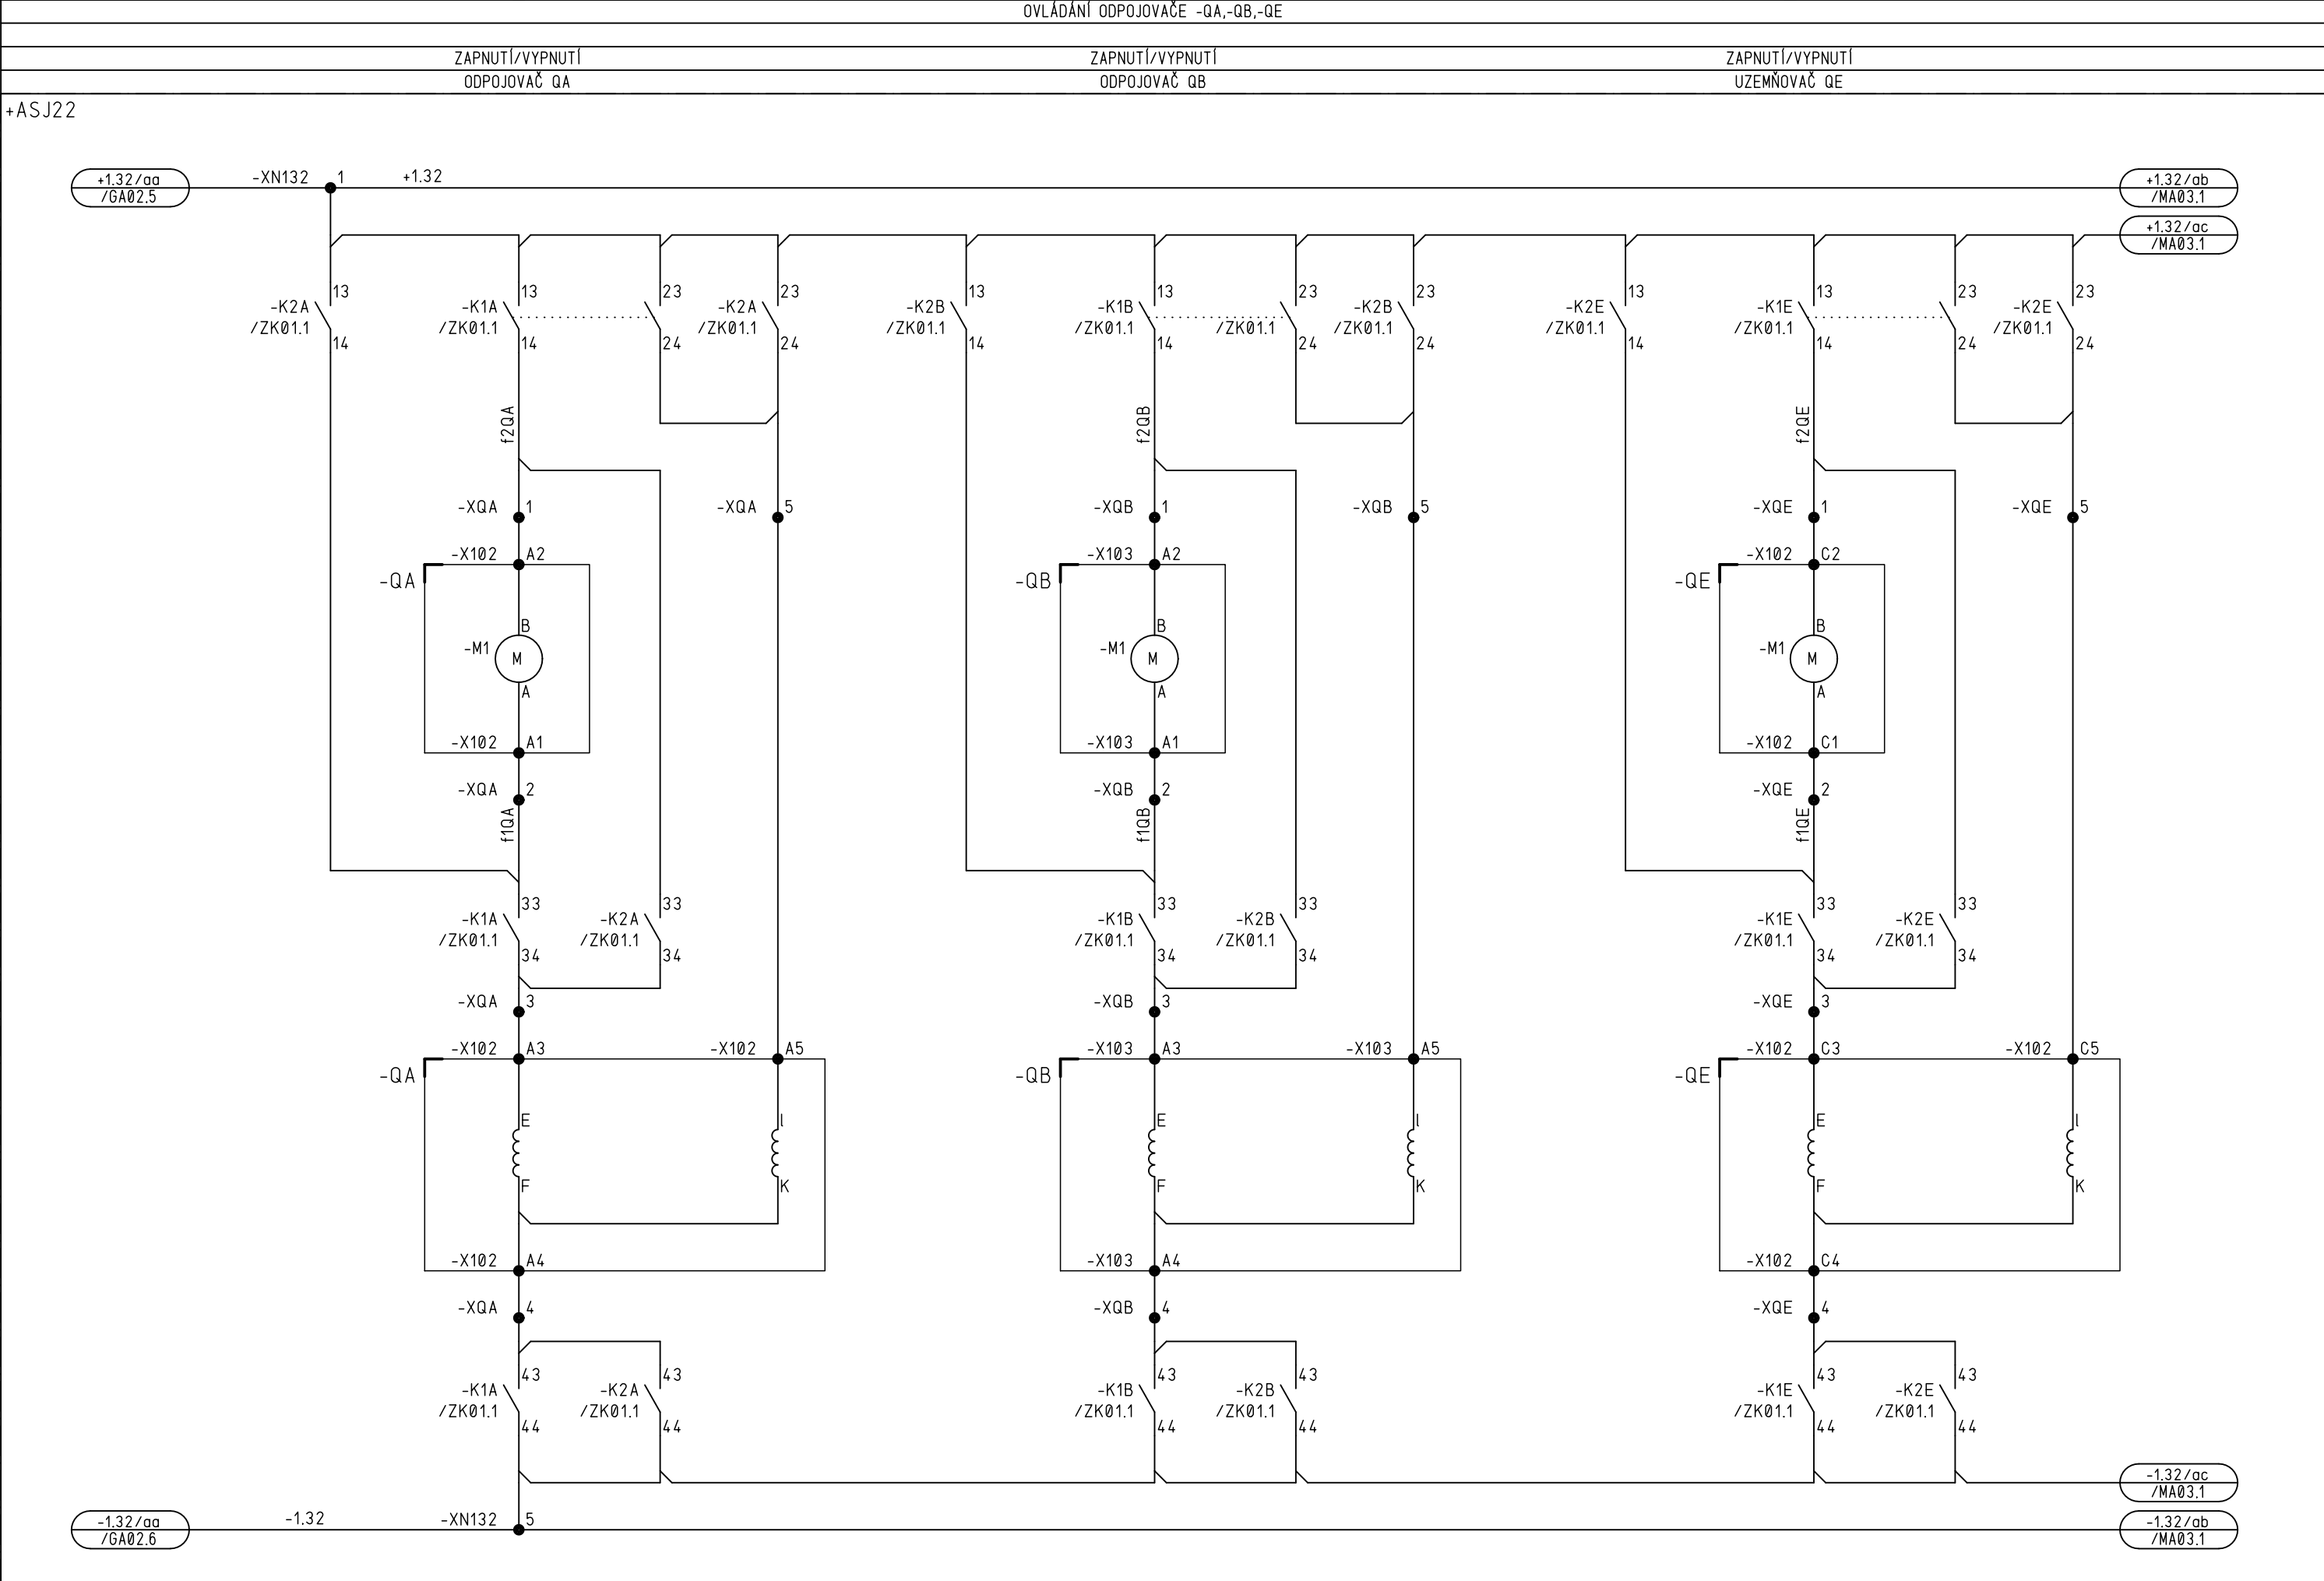 OVLÁDÁNÍ ODPOJOVAČE -QA,-QB,-QE
ZAPNUTÍ/VYPNUTÍ ZAPNUTÍ/VYPNUTÍ ZAPNUTÍ/VYPNUTÍ
ODPOJOVAČ QA ODPOJOVAČ QB UZEMŇOVAČ QE
+ASJ22
+1.32/aa -XN132 1 +1.32 +1.32/ab
/GA02.5 /MA03.1
+1.32/ac
/MA03.1
13 13 23 23 13 13 23 23 13 13 23 23
-K2A -K1A -K2A -K2B -K1B -K2B -K2E -K1E -K2E
/ZK01.1 /ZK01.1 /ZK01.1 /ZK01.1 /ZK01.1 /ZK01.1 /ZK01.1 /ZK01.1 /ZK01.1 /ZK01.1
14 14 24 24 14 14 24 24 14 14 24 24
f2QA f2QB f2QE
-XQA 1 -XQA 5 -XQB 1 -XQB 5 -XQE 1 -XQE 5
-X102 A2 -X103 A2 -X102 C2
-QA -QB -QE
B B B
-M1 M -M1 M -M1 M
A A A
-X102 A1 -X103 A1 -X102 C1
-XQA 2 -XQB 2 -XQE 2
f1QA f1QB f1QE
33 33 33 33 33 33
-K1A -K2A -K1B -K2B -K1E -K2E
/ZK01.1 /ZK01.1 /ZK01.1 /ZK01.1 /ZK01.1 /ZK01.1
34 34 34 34 34 34
-XQA 3 -XQB 3 -XQE 3
-X102 A3 -X102 A5 -X103 A3 -X103 A5 -X102 C3 -X102 C5
-QA -QB -QE
E I E I E I
F K F K F K
-X102 A4 -X103 A4 -X102 C4
-XQA 4 -XQB 4 -XQE 4
43 43 43 43 43 43
-K1A -K2A -K1B -K2B -K1E -K2E
/ZK01.1 /ZK01.1 /ZK01.1 /ZK01.1 /ZK01.1 /ZK01.1
44 44 44 44 44 44
-1.32/ac
/MA03.1
-1.32/aa -1.32 -XN132 5 -1.32/ab
/GA02.6 /MA03.1